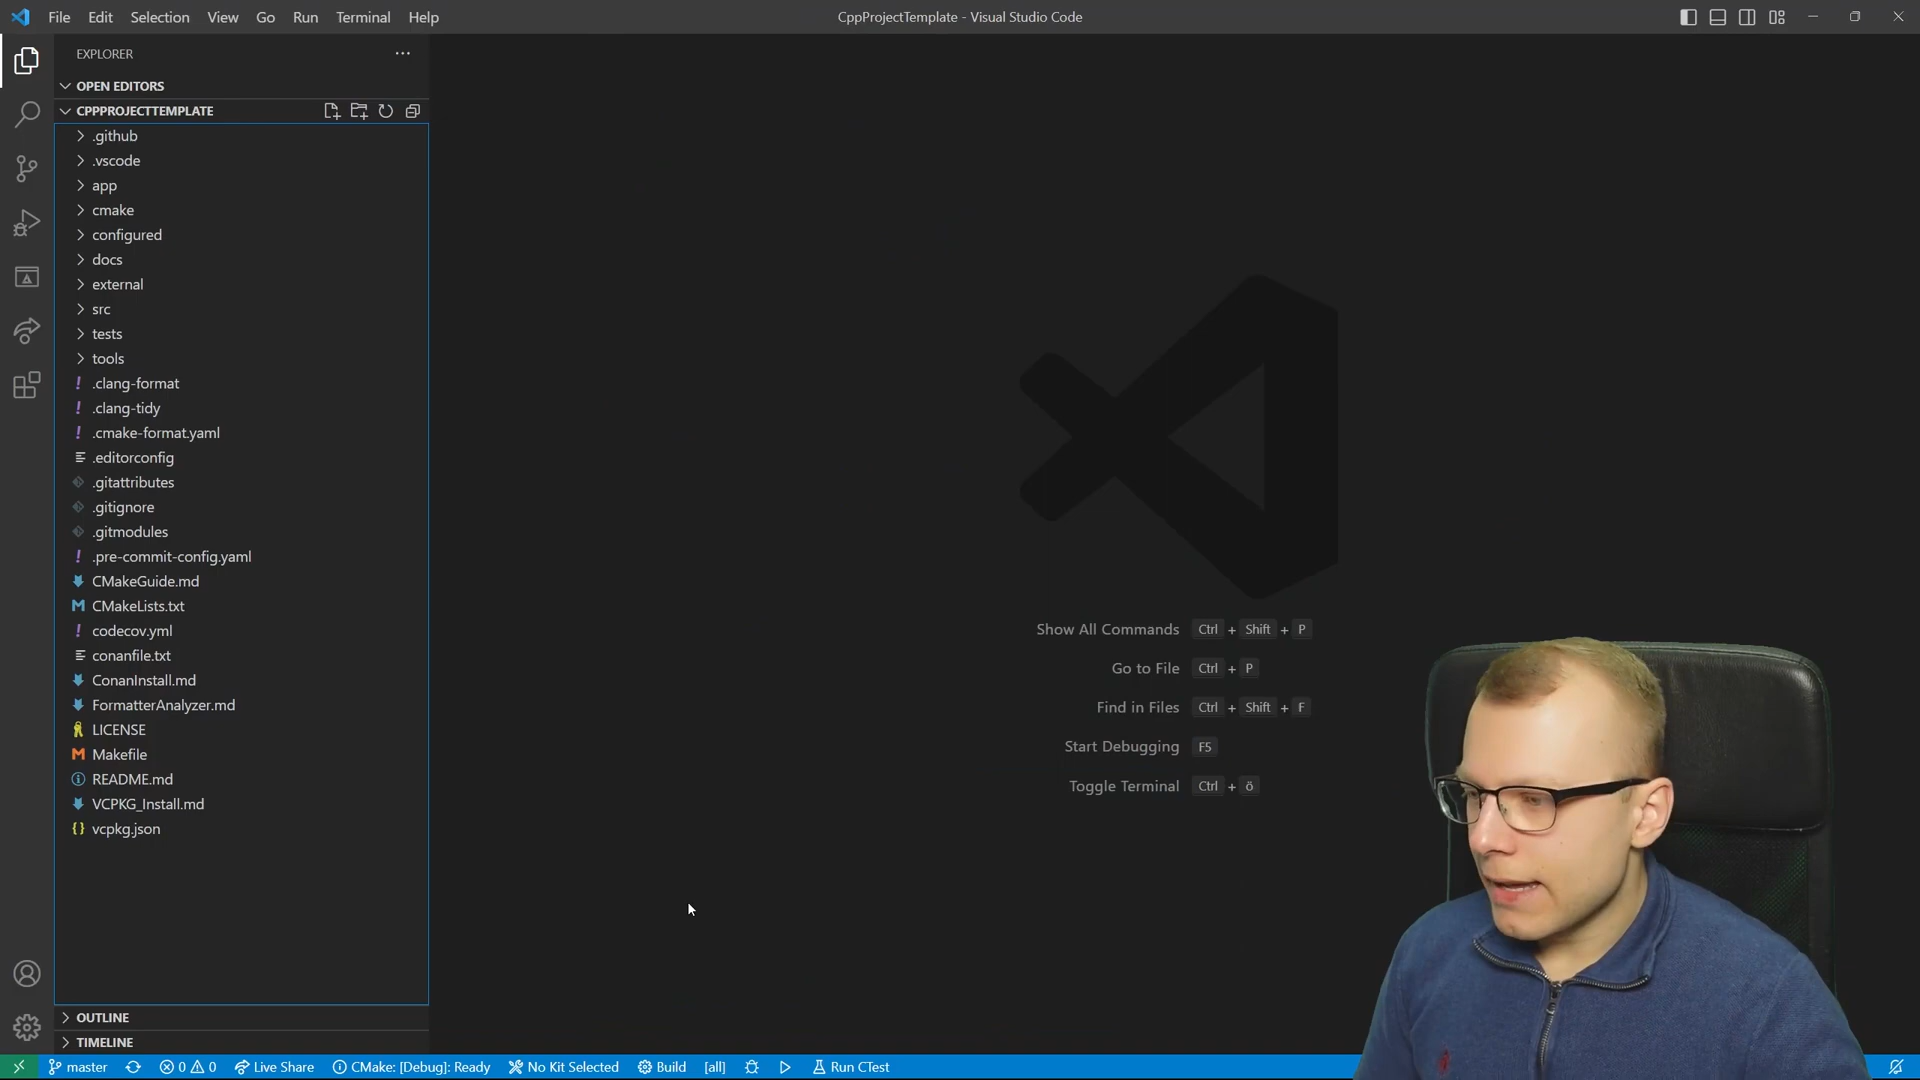 File Edit Selection View Go Run Terminal Help
CppProjectTemplate - Visual Studio Code
EXPLORER
OPEN EDITORS
CPPPROJECTTEMPLATE
.github
.vscode
app
cmake
configured
docs
external
src
tests
tools
.clang-format
.clang-tidy
.cmake-format.yaml
.editorconfig
.gitattributes
.gitignore
.gitmodules
.pre-commit-config.yaml
CMakeGuide.md
CMakeLists.txt
codecov.yml
conanfile.txt
ConanInstall.md
FormatterAnalyzer.md
LICENSE
Makefile
README.md
VCPKG_Install.md
vcpkg.json
OUTLINE
TIMELINE
Show All Commands Ctrl + Shift + P
Go to File Ctrl + P
Find in Files Ctrl + Shift + F
Start Debugging F5
Toggle Terminal Ctrl + ö
master 0 0 Live Share CMake: [Debug]: Ready No Kit Selected Build [all] Run CTest